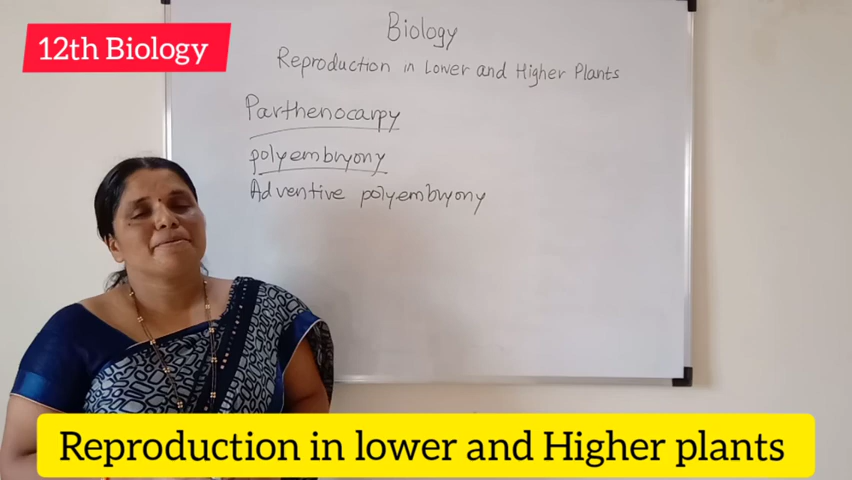 12th Biology
Biology
Reproduction in Lower and Higher Plants
Parthenocarpy
polyembryony
Adventive polyembryony
Reproduction in lower and Higher plants